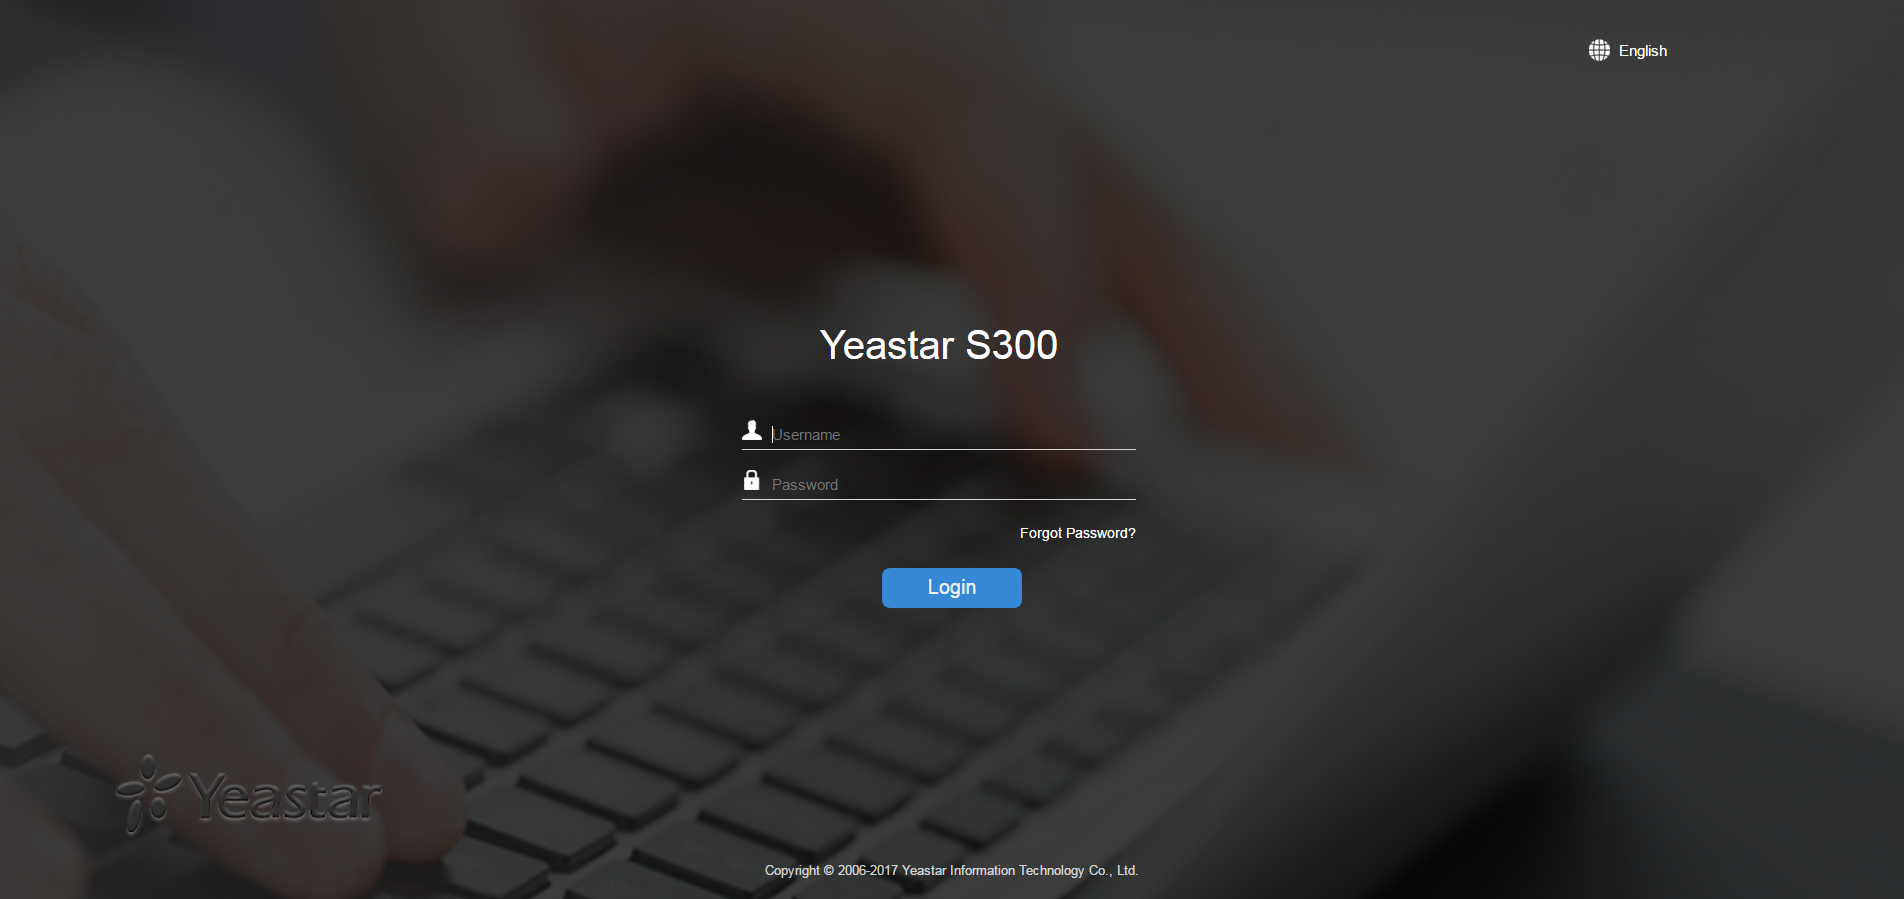 English
Yeastar S300
Username
Password
Forgot Password?
Login
Yeastar
Copyright © 2006-2017 Yeastar Information Technology Co., Ltd.